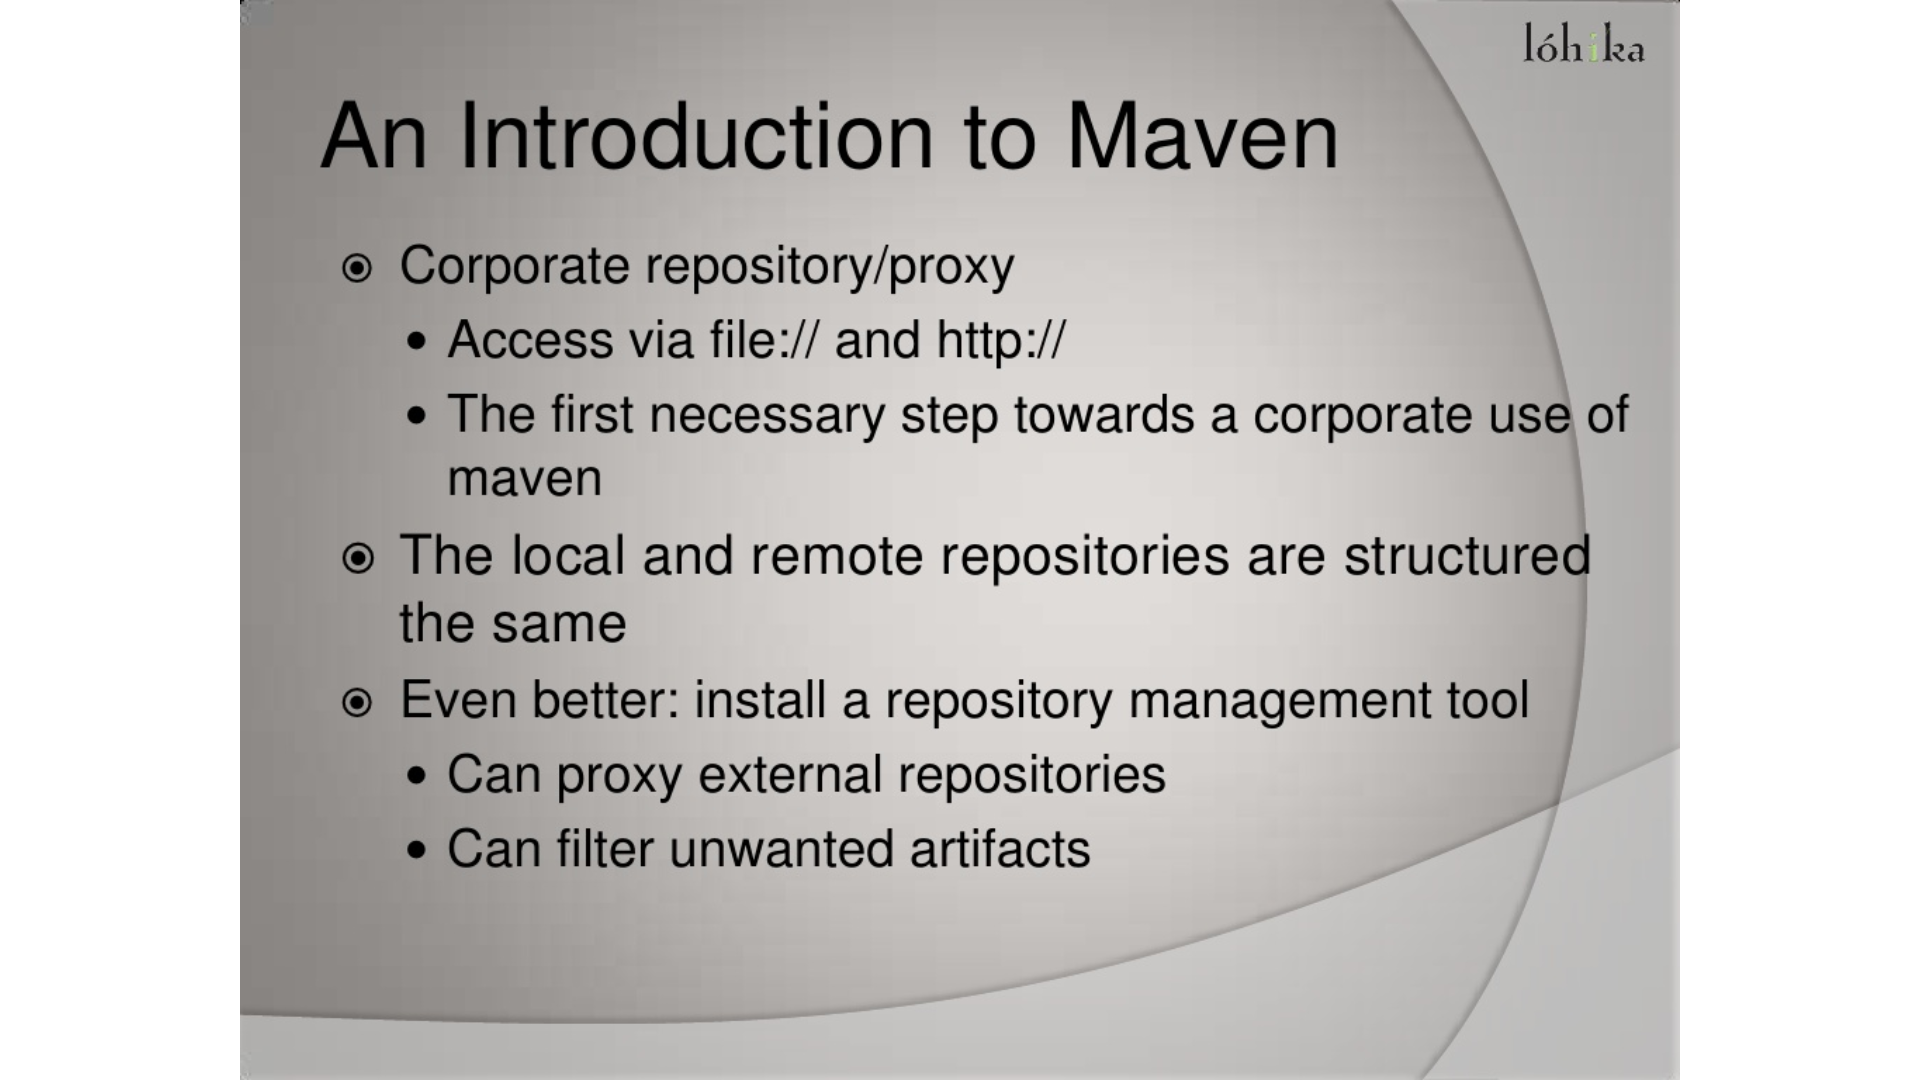 lóhika
An Introduction to Maven
Corporate repository/proxy
Access via file:// and http://
The first necessary step towards a corporate use of
maven
The local and remote repositories are structured
the same
Even better: install a repository management tool
Can proxy external repositories
Can filter unwanted artifacts